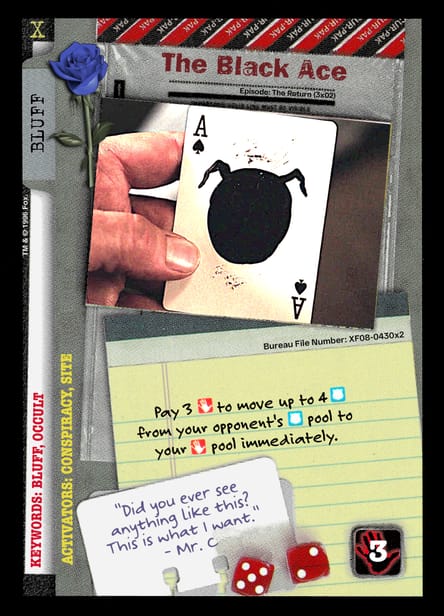 X
BLUFF
TM & © 1996 Fox
KEYWORDS: BLUFF, OCCULT
ACTIVATORS: CONSPIRACY, SITE
CUR-PAK
The Black Ace
Episode: The Return (3x02)
A
A
Bureau File Number: XF08-0430x2
Pay 3 to move up to 4
from your opponent's pool to
your pool immediately.
"Did you ever see
anything like this?
This is what I want."
- Mr. C
3